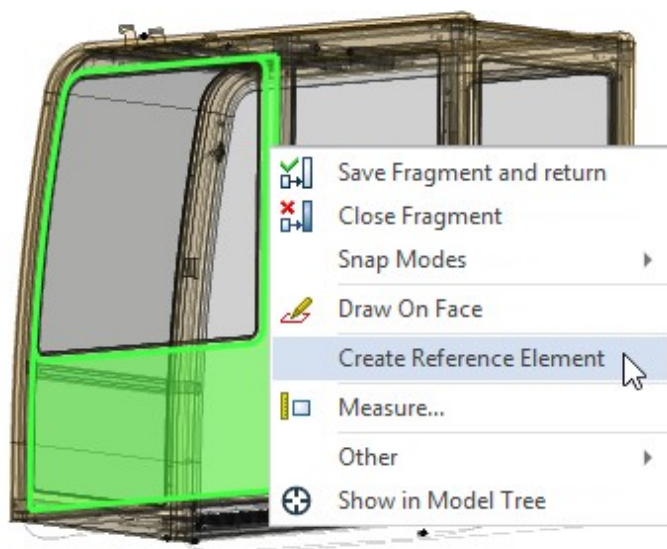 Save Fragment and return
Close Fragment
Snap Modes
Draw On Face
Create Reference Element
Measure...
Other
Show in Model Tree